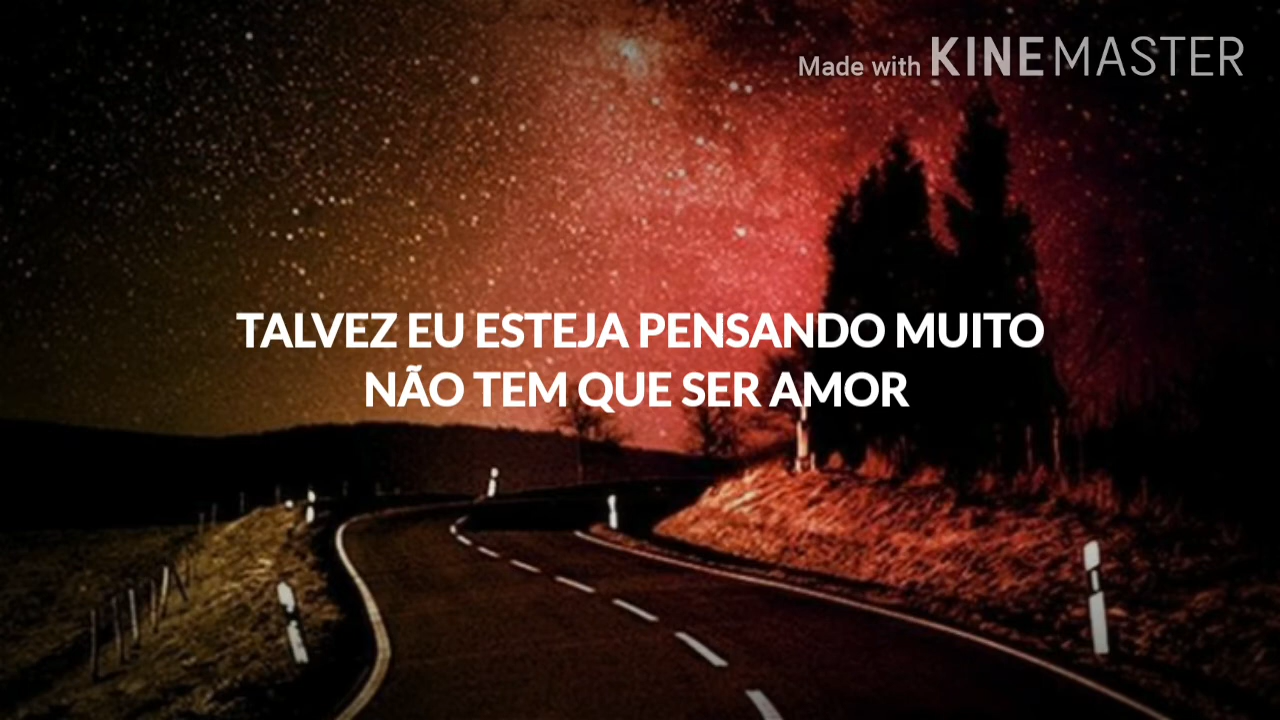 Made with KINEMASTER
TALVEZ EU ESTEJA PENSANDO MUITO
NÃO TEM QUE SER AMOR